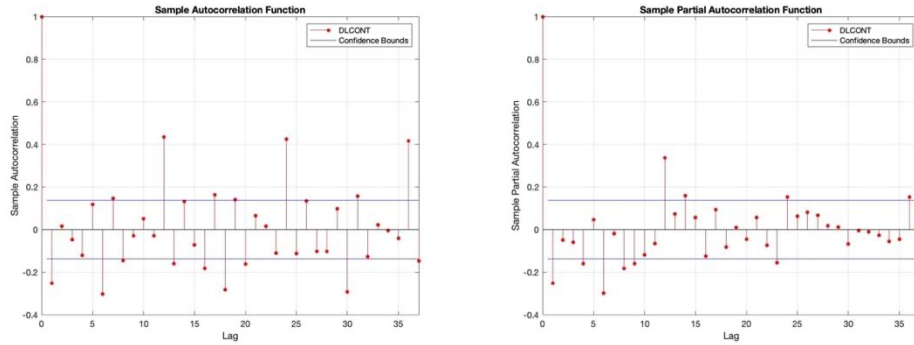 Sample Autocorrelation Function
1
0.8
0.6
0.4
0.2
0
-0.2
-0.4
Sample Autocorrelation
0 5 10 15 20 25 30 35
Lag
DLCONT
Confidence Bounds
Sample Partial Autocorrelation Function
1
0.8
0.6
0.4
0.2
0
-0.2
-0.4
Sample Partial Autocorrelation
0 5 10 15 20 25 30 35
Lag
DLCONT
Confidence Bounds